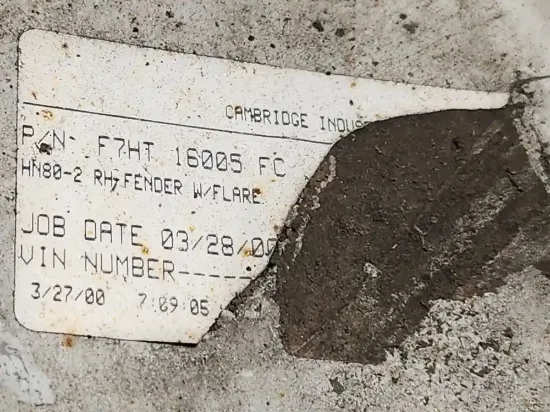 CAMBRIDGE INDUST
P/N- F7HT 16005 FC
HN80-2 RH-FENDER W/FLARE
JOB DATE 03/28/00
VIN NUMBER-----
3/27/00 7:09:05